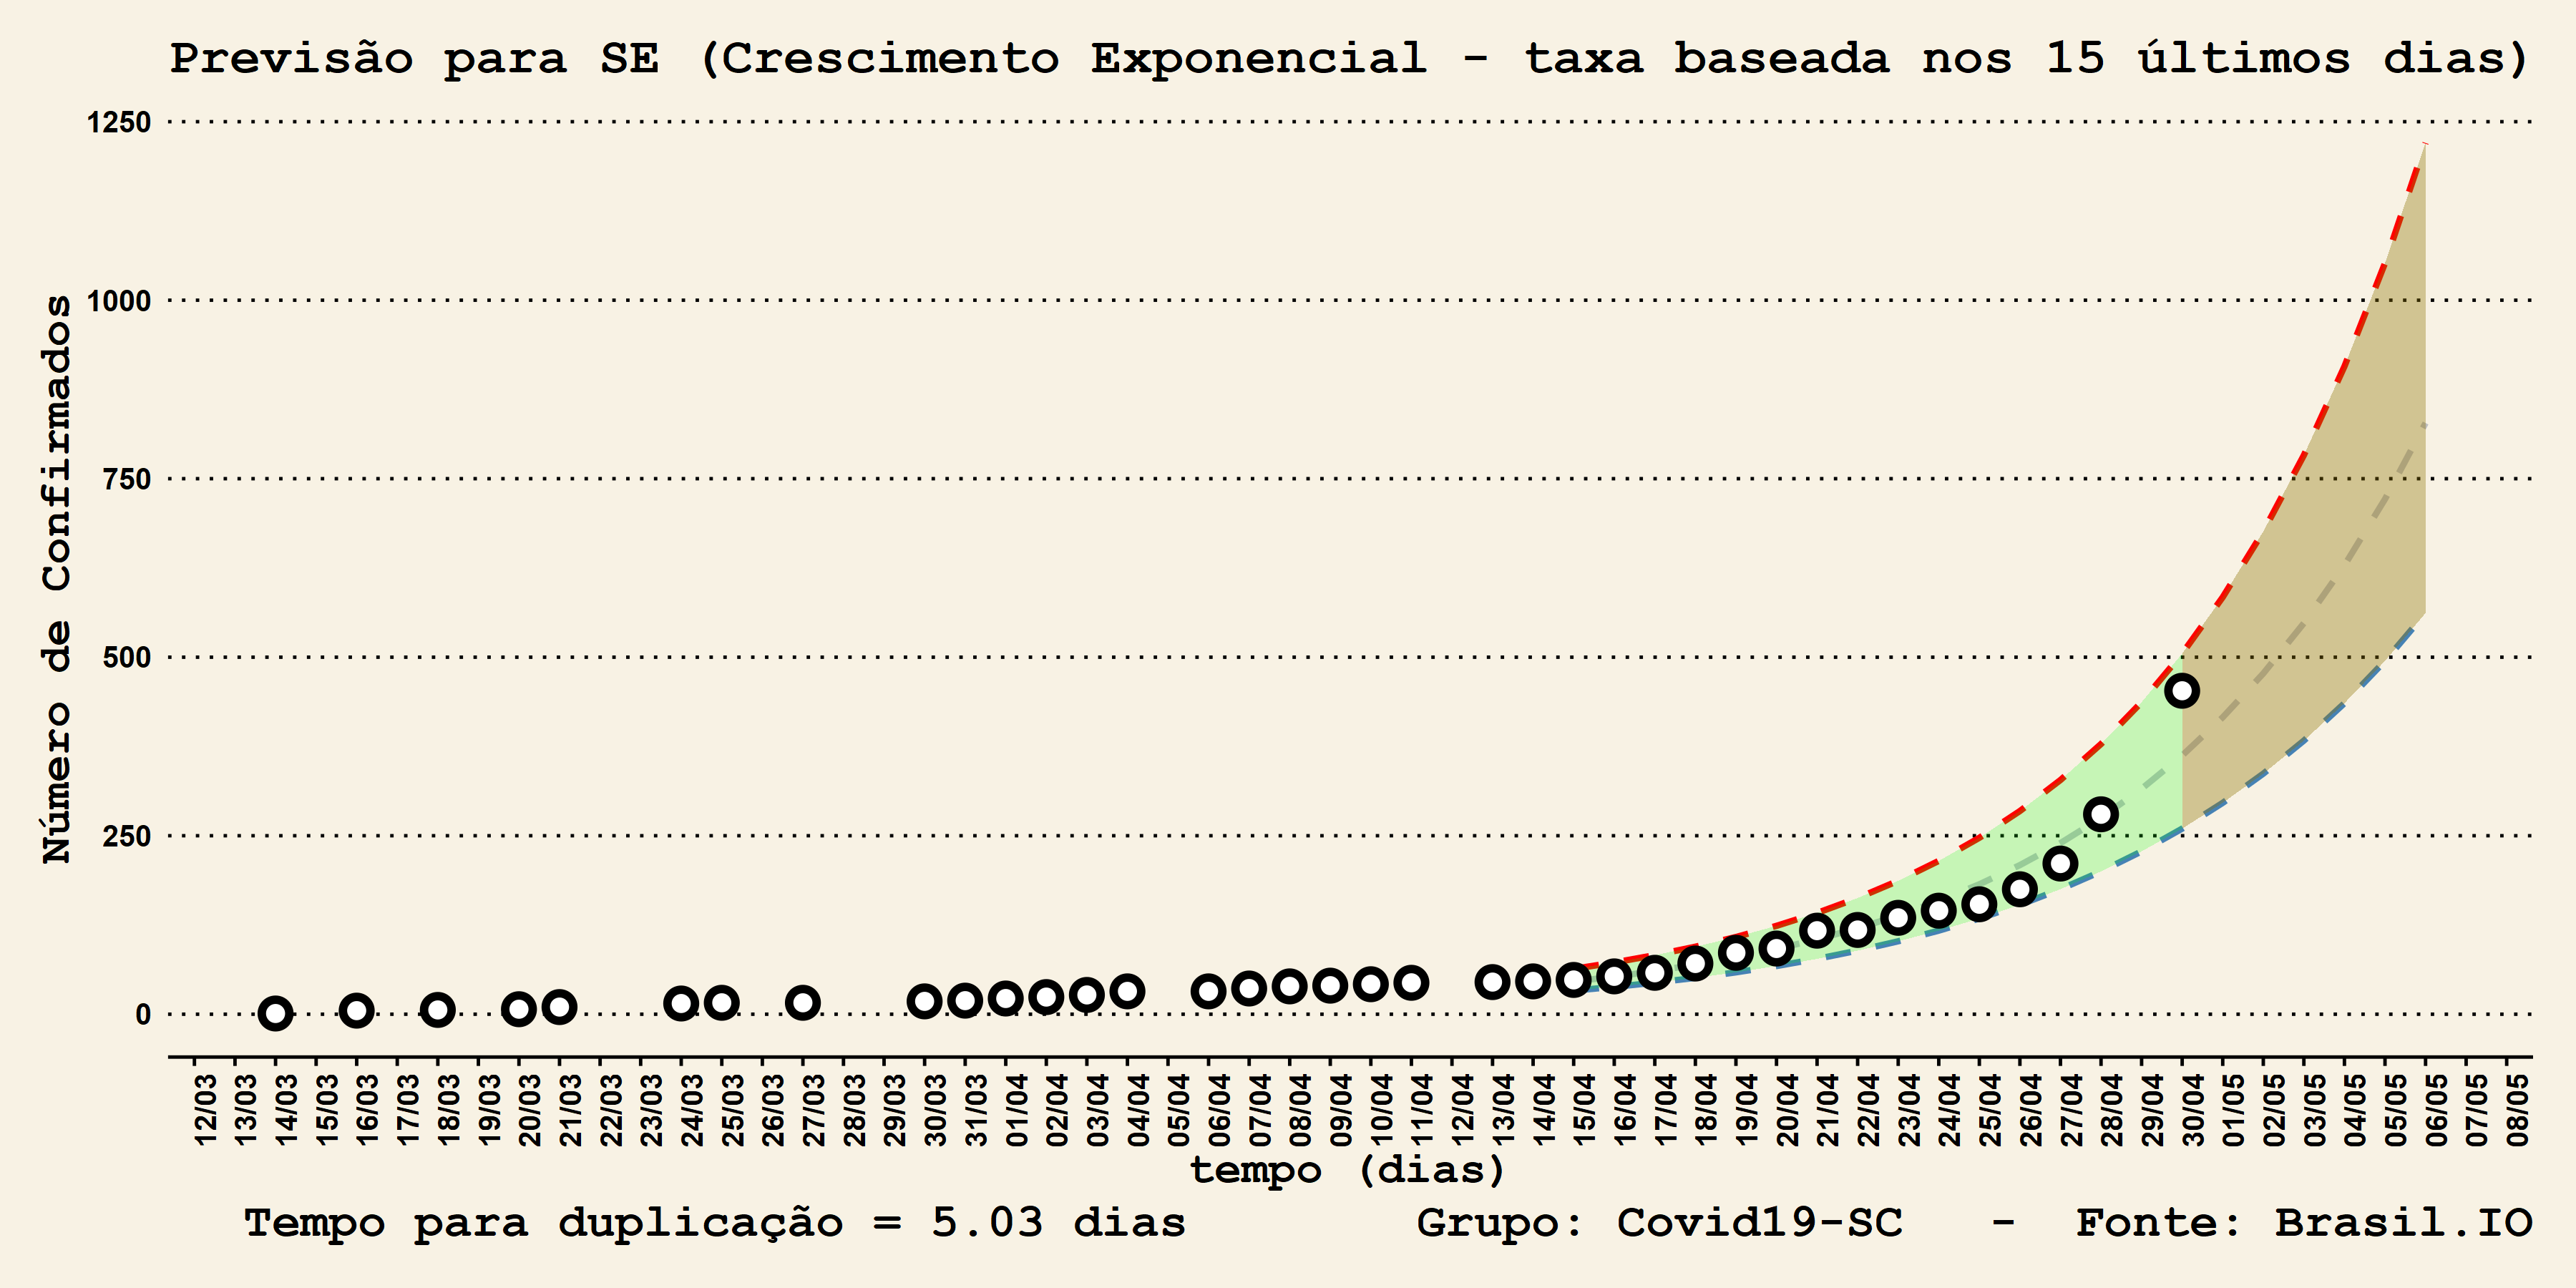 Previsão para SE (Crescimento Exponencial - taxa baseada nos 15 últimos dias)
Número de Confirmados
1250
1000
750
500
250
0
12/03 13/03 14/03 15/03 16/03 17/03 18/03 19/03 20/03 21/03 22/03 23/03 24/03 25/03 26/03 27/03 28/03 29/03 30/03 31/03 01/04 02/04 03/04 04/04 05/04 06/04 07/04 08/04 09/04 10/04 11/04 12/04 13/04 14/04 15/04 16/04 17/04 18/04 19/04 20/04 21/04 22/04 23/04 24/04 25/04 26/04 27/04 28/04 29/04 30/04 01/05 02/05 03/05 04/05 05/05 06/05 07/05 08/05
tempo (dias)
Tempo para duplicação = 5.03 dias Grupo: Covid19-SC - Fonte: Brasil.IO